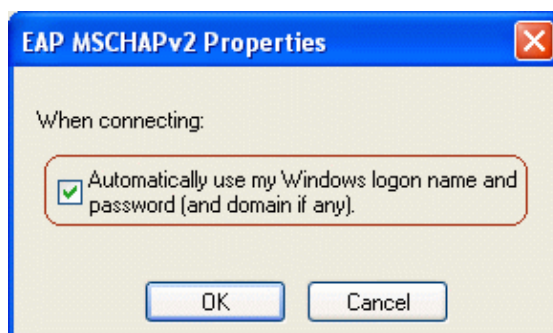 EAP MSCHAPv2 Properties
When connecting:
Automatically use my Windows logon name and
password (and domain if any).
OK Cancel